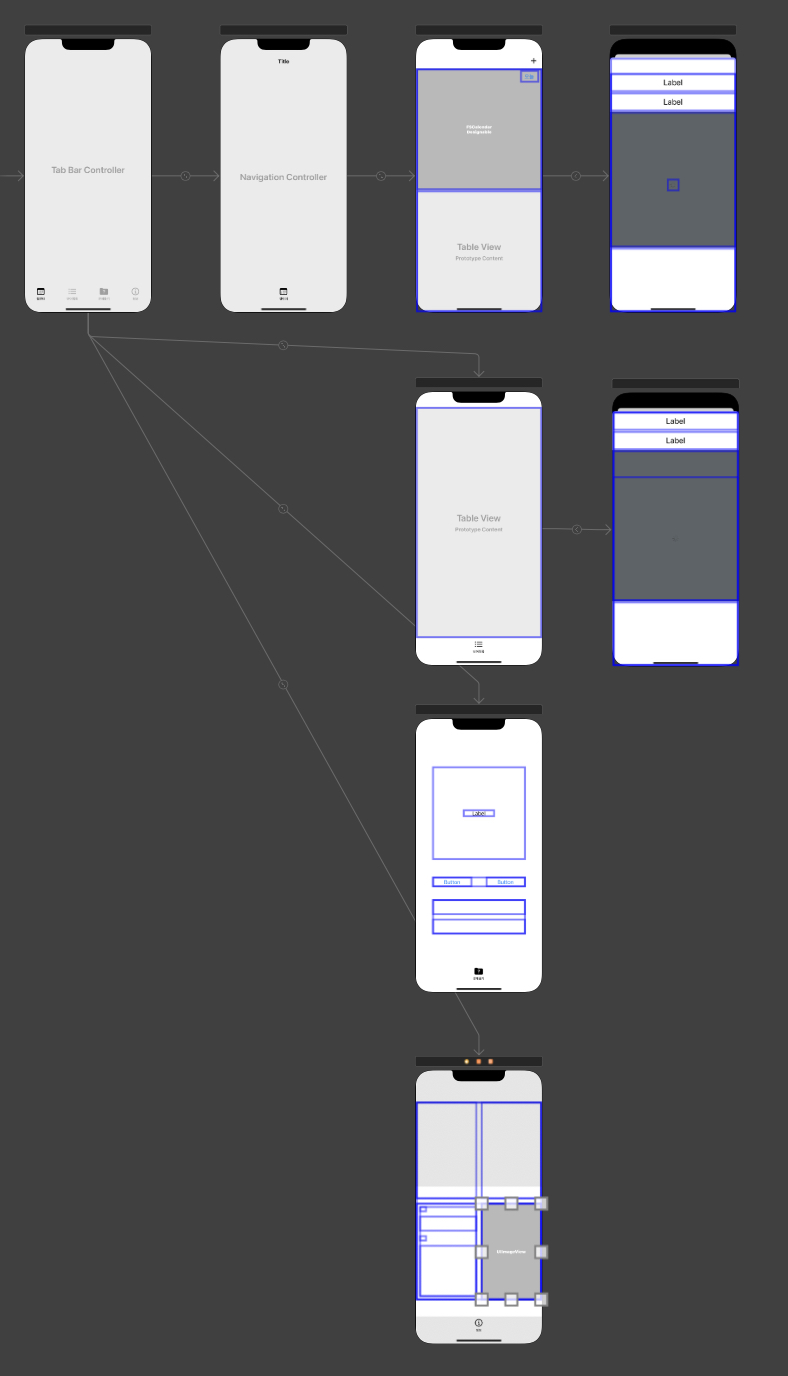 Title
Tab Bar Controller
Navigation Controller
+
FSCalendar
Designable
Table View
Prototype Content
Label
Label
Table View
Prototype Content
Label
Label
Label
Button
Button
UIImageView